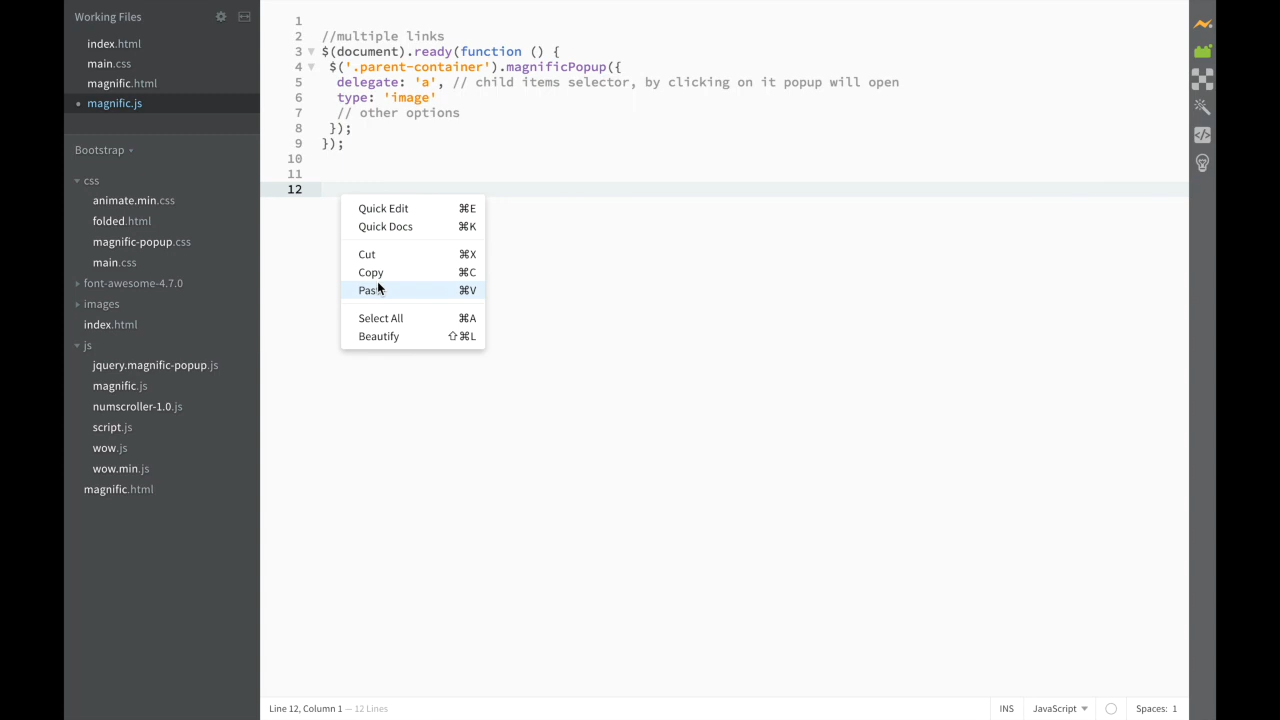 Working Files
index.html
main.css
magnific.html
magnific.js
Bootstrap
css
animate.min.css
folded.html
magnific-popup.css
main.css
font-awesome-4.7.0
images
index.html
js
jquery.magnific-popup.js
magnific.js
numscroller-1.0.js
script.js
wow.js
wow.min.js
magnific.html
1
2 //multiple links
3 $(document).ready(function () {
4 $('.parent-container').magnificPopup({
5 delegate: 'a', // child items selector, by clicking on it popup will open
6 type: 'image'
7 // other options
8 });
9 });
10
11
12
Quick Edit ⌘E
Quick Docs ⌘K
Cut ⌘X
Copy ⌘C
Paste ⌘V
Select All ⌘A
Beautify ⇧⌘L
Line 12, Column 1 — 12 Lines
INS
JavaScript
Spaces: 1